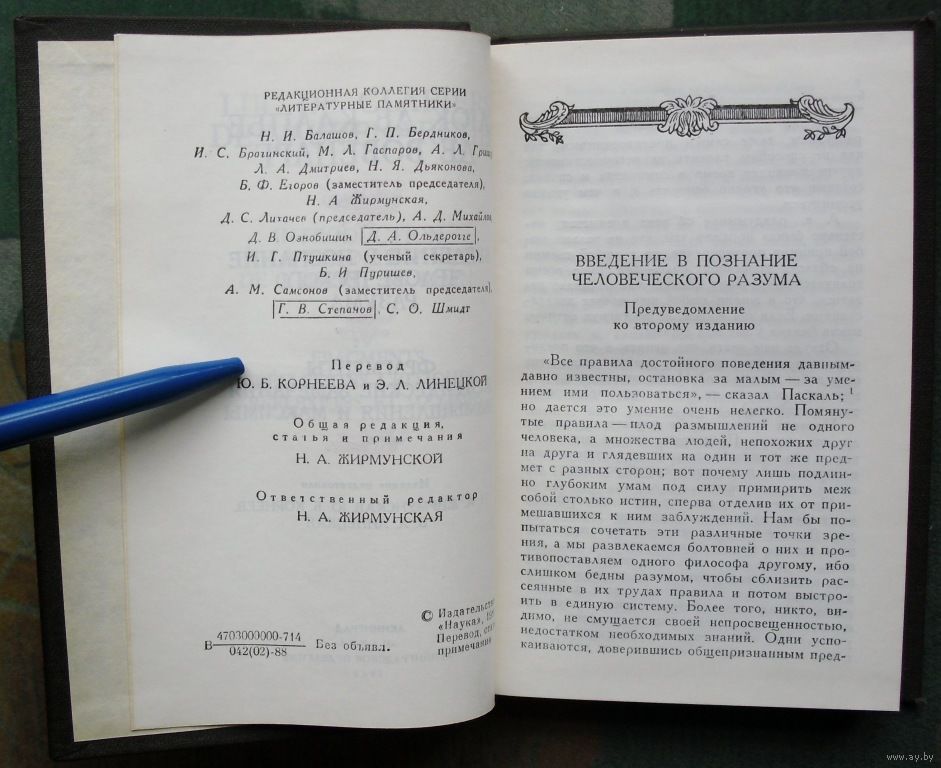 РЕДАКЦИОННАЯ КОЛЛЕГИЯ СЕРИИ
«ЛИТЕРАТУРНЫЕ ПАМЯТНИКИ»
Н. И. Балашов, Г. П. Бердников,
И. С. Брагинский, М. Л. Гаспаров, А. Л.
Л. А. Дмитриев, Н. Я. Дьяконова,
Б. Ф. Егоров (заместитель председателя),
Н. А Жирмунская,
Д. С. Лихачев (председатель), А. Д. Михайлов
Д. В. Ознобишин Д. А. Ольдерогге,
И. Г. Птушкина (ученый секретарь),
Б. И Пуришев,
А. М. Самсонов (заместитель председателя),
Г. В. Степанов, С. О. Шмидт
Перевод
Ю. Б. КОРНЕЕВА и Э. Л. ЛИНЕЦКОЙ
Общая редакция,
статья и примечания
Н. А. ЖИРМУНСКОЙ
Ответственный редактор
Н. А. ЖИРМУНСКАЯ
В 4703000000-714
042(02)-88 Без объявл.
© Издательство
«Наука»,
Перевод,
примечания
ВВЕДЕНИЕ В ПОЗНАНИЕ
ЧЕЛОВЕЧЕСКОГО РАЗУМА
Предуведомление
ко второму изданию
«Все правила достойного поведения давным-
давно известны, остановка за малым — за уме-
нием ими пользоваться», — сказал Паскаль; 1
но дается это умение очень нелегко. Помяну-
тые правила — плод размышлений не одного
человека, а множества людей, непохожих друг
на друга и глядевших на один и тот же пред-
мет с разных сторон; вот почему лишь подлин-
но глубоким умам под силу примирить меж
собой столько истин, сперва отделив их от при-
мешавшихся к ним заблуждений. Нам бы по-
пытаться сочетать эти различные точки зре-
ния, а мы развлекаемся болтовней о них и про-
тивопоставляем одного философа другому, ибо
слишком бедны разумом, чтобы сблизить рас-
сеянные в их трудах правила и потом выстро-
ить в единую систему. Более того, никто, ви-
димо, не смущается своей непросвещенностью,
недостатком необходимых знаний. Одни успо-
каиваются, доверившись общепризнанным пред-
www.ay.by